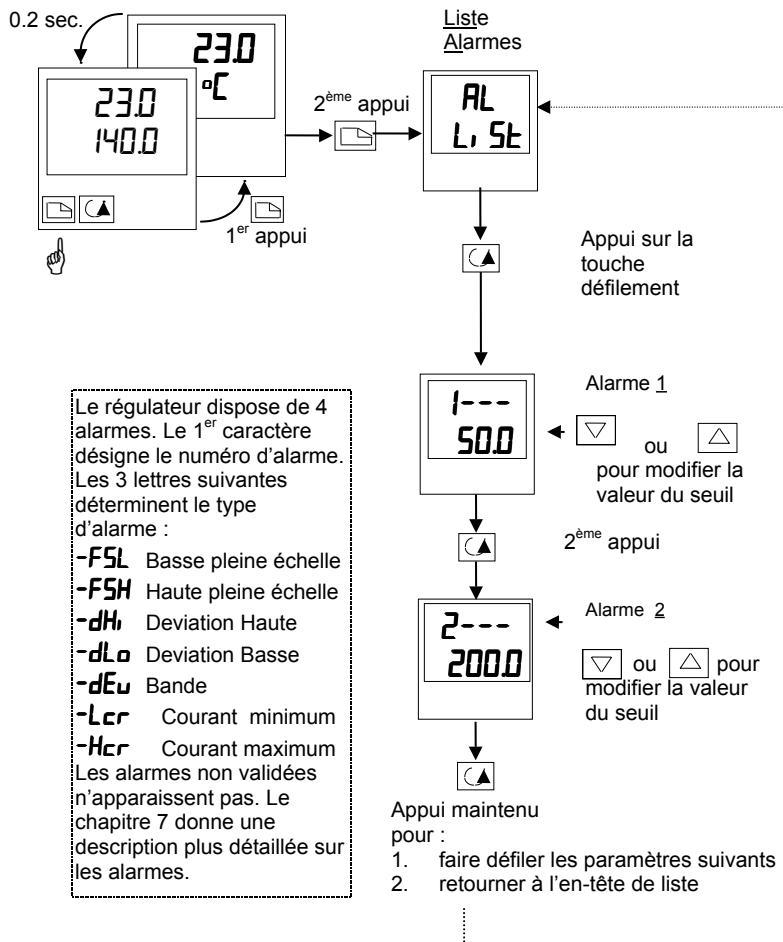 0.2 sec.
23.0
°C
23.0
140.0
1er appui
2ème appui
Liste
Alarmes
AL
Li St
Appui sur la
touche
défilement
1---
50.0
Alarme 1
ou
pour modifier la
valeur du seuil
2ème appui
2---
200.0
Alarme 2
ou pour
modifier la valeur
du seuil
Appui maintenu
pour :
1. faire défiler les paramètres suivants
2. retourner à l'en-tête de liste
Le régulateur dispose de 4
alarmes. Le 1er caractère
désigne le numéro d'alarme.
Les 3 lettres suivantes
déterminent le type
d'alarme :
-FSL Basse pleine échelle
-FSH Haute pleine échelle
-dHi Deviation Haute
-dLo Deviation Basse
-dEv Bande
-Lcr Courant minimum
-Hcr Courant maximum
Les alarmes non validées
n'apparaissent pas. Le
chapitre 7 donne une
description plus détaillée sur
les alarmes.